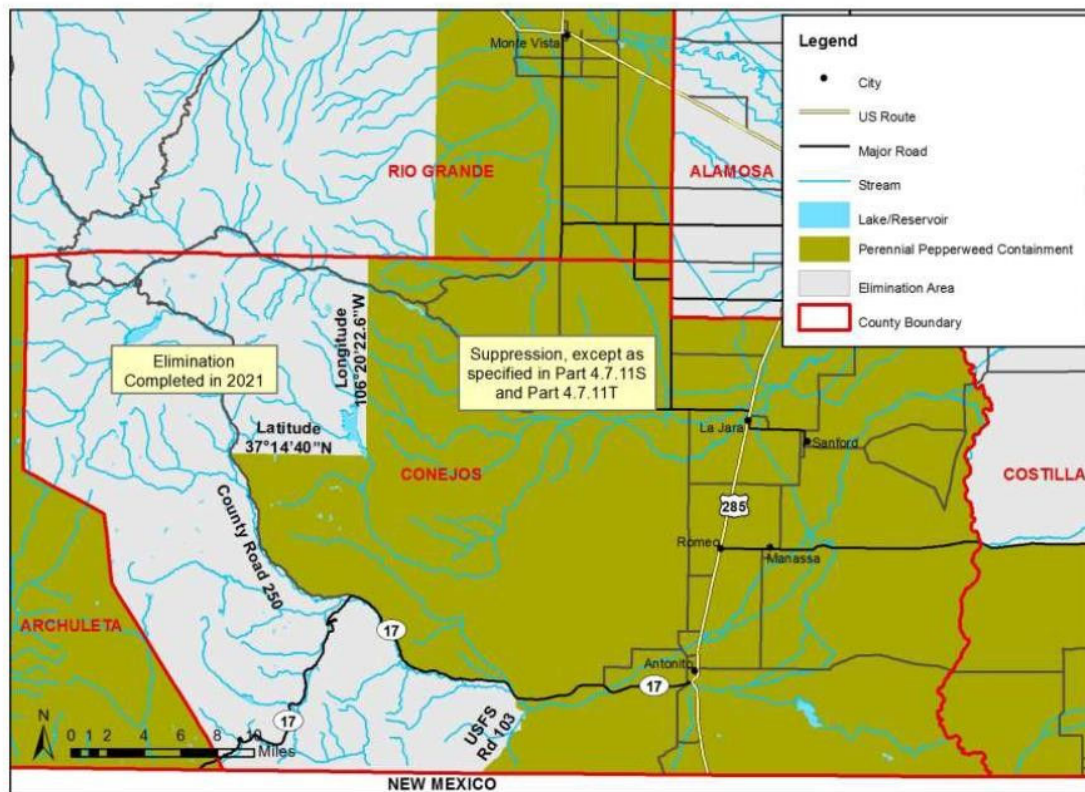 Monte Vista
RIO GRANDE
ALAMOSA
Legend
City
US Route
Major Road
Stream
Lake/Reservoir
Perennial Pepperweed Containment
Elimination Area
County Boundary
Elimination
Completed in 2021
Longitude
106°20'22.6"W
Suppression, except as
specified in Part 4.7.11S
and Part 4.7.11T
Latitude
37°14'40"N
La Jara
Sanford
CONEJOS
COSTILLA
County Road 250
285
Romeo
Manassa
ARCHULETA
17
Antonito
17
17
USFS
Rd 103
N
0 1 2 4 6 8 10
Miles
NEW MEXICO